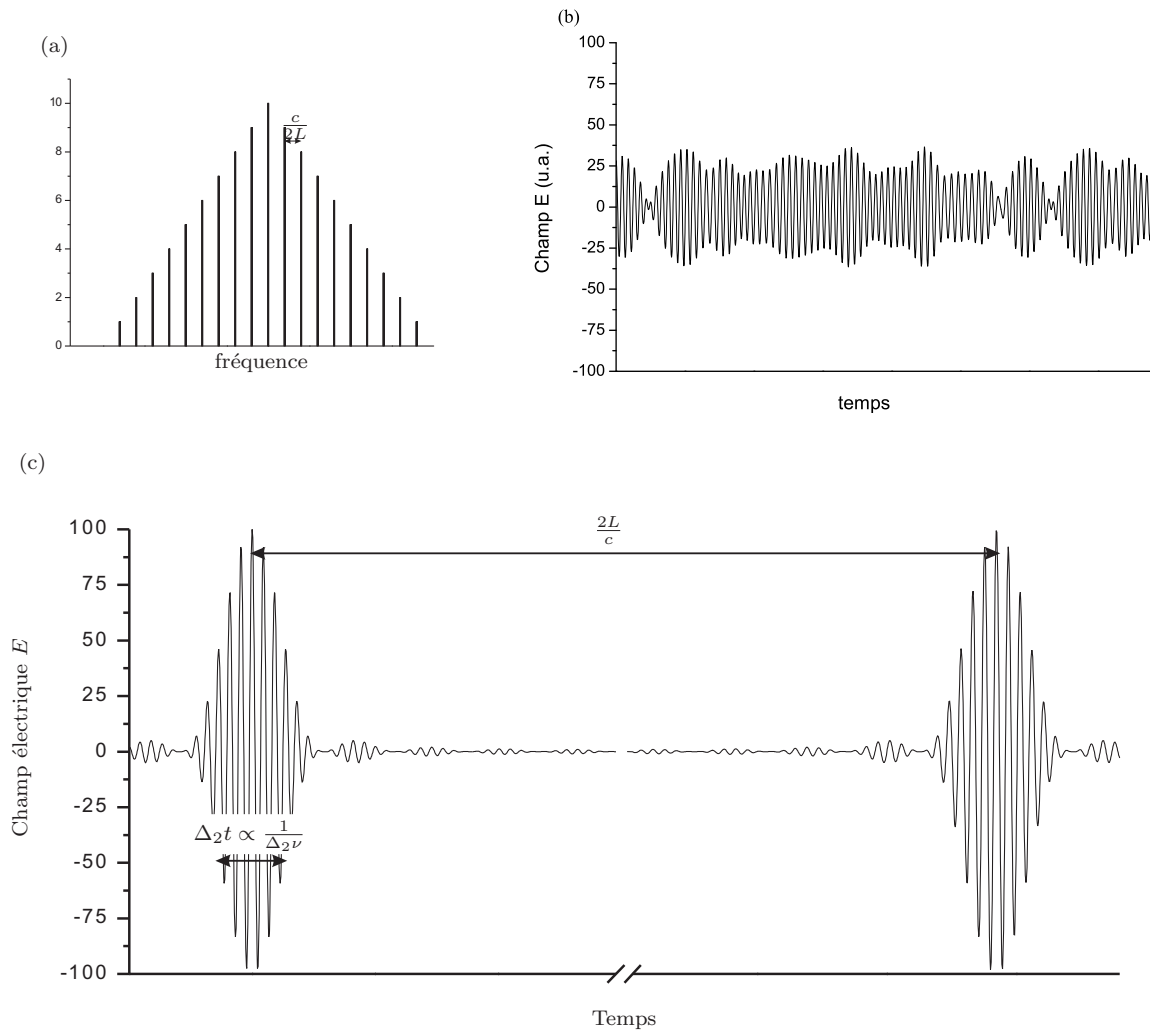 (a)
10
8
6
4
2
0
c/2L
fréquence
(b)
100
75
50
25
0
-25
-50
-75
-100
Champ E (u.a.)
temps
(c)
100
75
50
25
0
-25
-50
-75
-100
Champ électrique E
2L/c
Δ₂t ∝ 1/Δ₂ν
Temps